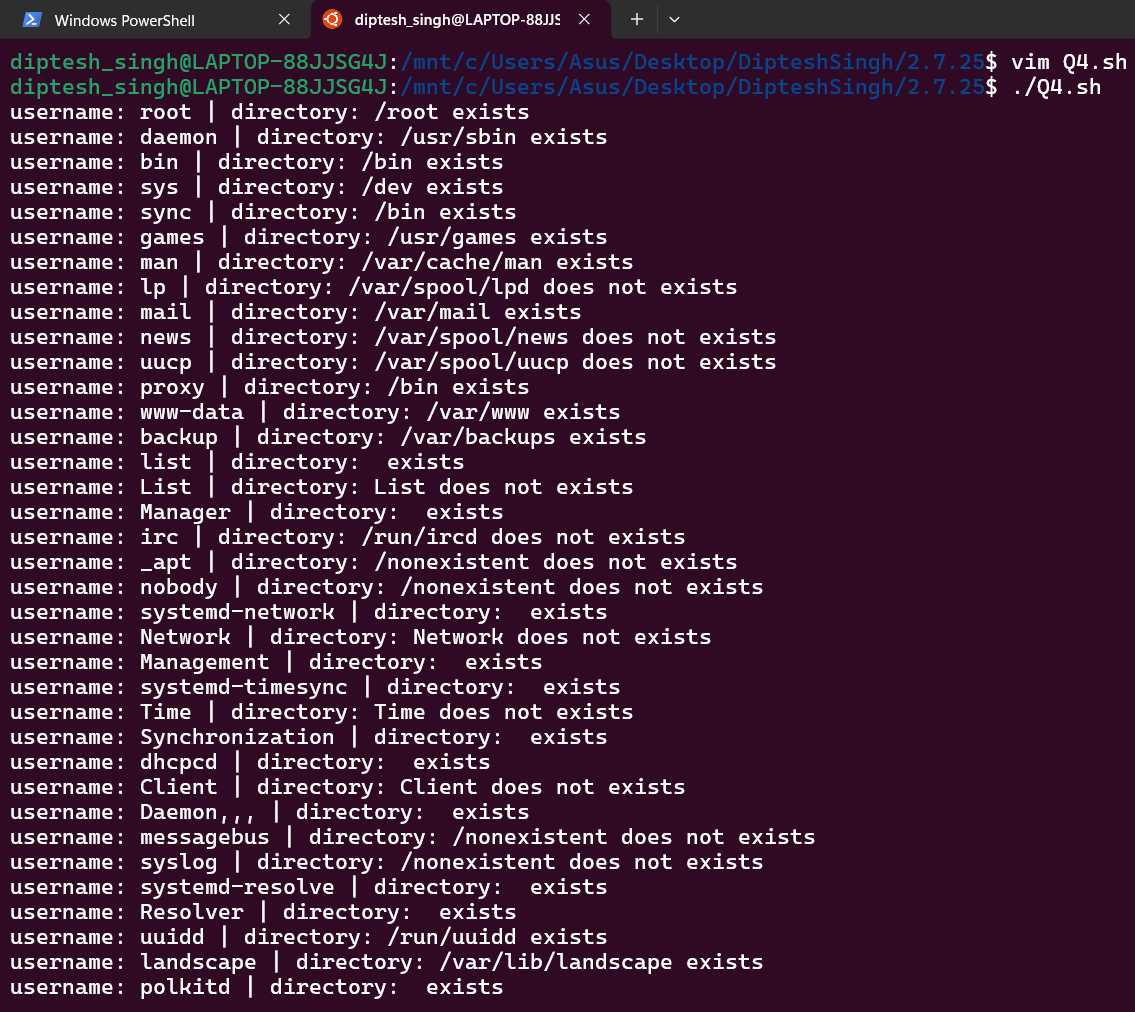 Windows PowerShell
diptesh_singh@LAPTOP-88JJS
diptesh_singh@LAPTOP-88JJSG4J:/mnt/c/Users/Asus/Desktop/DipteshSingh/2.7.25$ vim Q4.sh
diptesh_singh@LAPTOP-88JJSG4J:/mnt/c/Users/Asus/Desktop/DipteshSingh/2.7.25$ ./Q4.sh
username: root | directory: /root exists
username: daemon | directory: /usr/sbin exists
username: bin | directory: /bin exists
username: sys | directory: /dev exists
username: sync | directory: /bin exists
username: games | directory: /usr/games exists
username: man | directory: /var/cache/man exists
username: lp | directory: /var/spool/lpd does not exists
username: mail | directory: /var/mail exists
username: news | directory: /var/spool/news does not exists
username: uucp | directory: /var/spool/uucp does not exists
username: proxy | directory: /bin exists
username: www-data | directory: /var/www exists
username: backup | directory: /var/backups exists
username: list | directory:  exists
username: List | directory: List does not exists
username: Manager | directory:  exists
username: irc | directory: /run/ircd does not exists
username: _apt | directory: /nonexistent does not exists
username: nobody | directory: /nonexistent does not exists
username: systemd-network | directory:  exists
username: Network | directory: Network does not exists
username: Management | directory:  exists
username: systemd-timesync | directory:  exists
username: Time | directory: Time does not exists
username: Synchronization | directory:  exists
username: dhcpcd | directory:  exists
username: Client | directory: Client does not exists
username: Daemon,,, | directory:  exists
username: messagebus | directory: /nonexistent does not exists
username: syslog | directory: /nonexistent does not exists
username: systemd-resolve | directory:  exists
username: Resolver | directory:  exists
username: uuidd | directory: /run/uuidd exists
username: landscape | directory: /var/lib/landscape exists
username: polkitd | directory:  exists